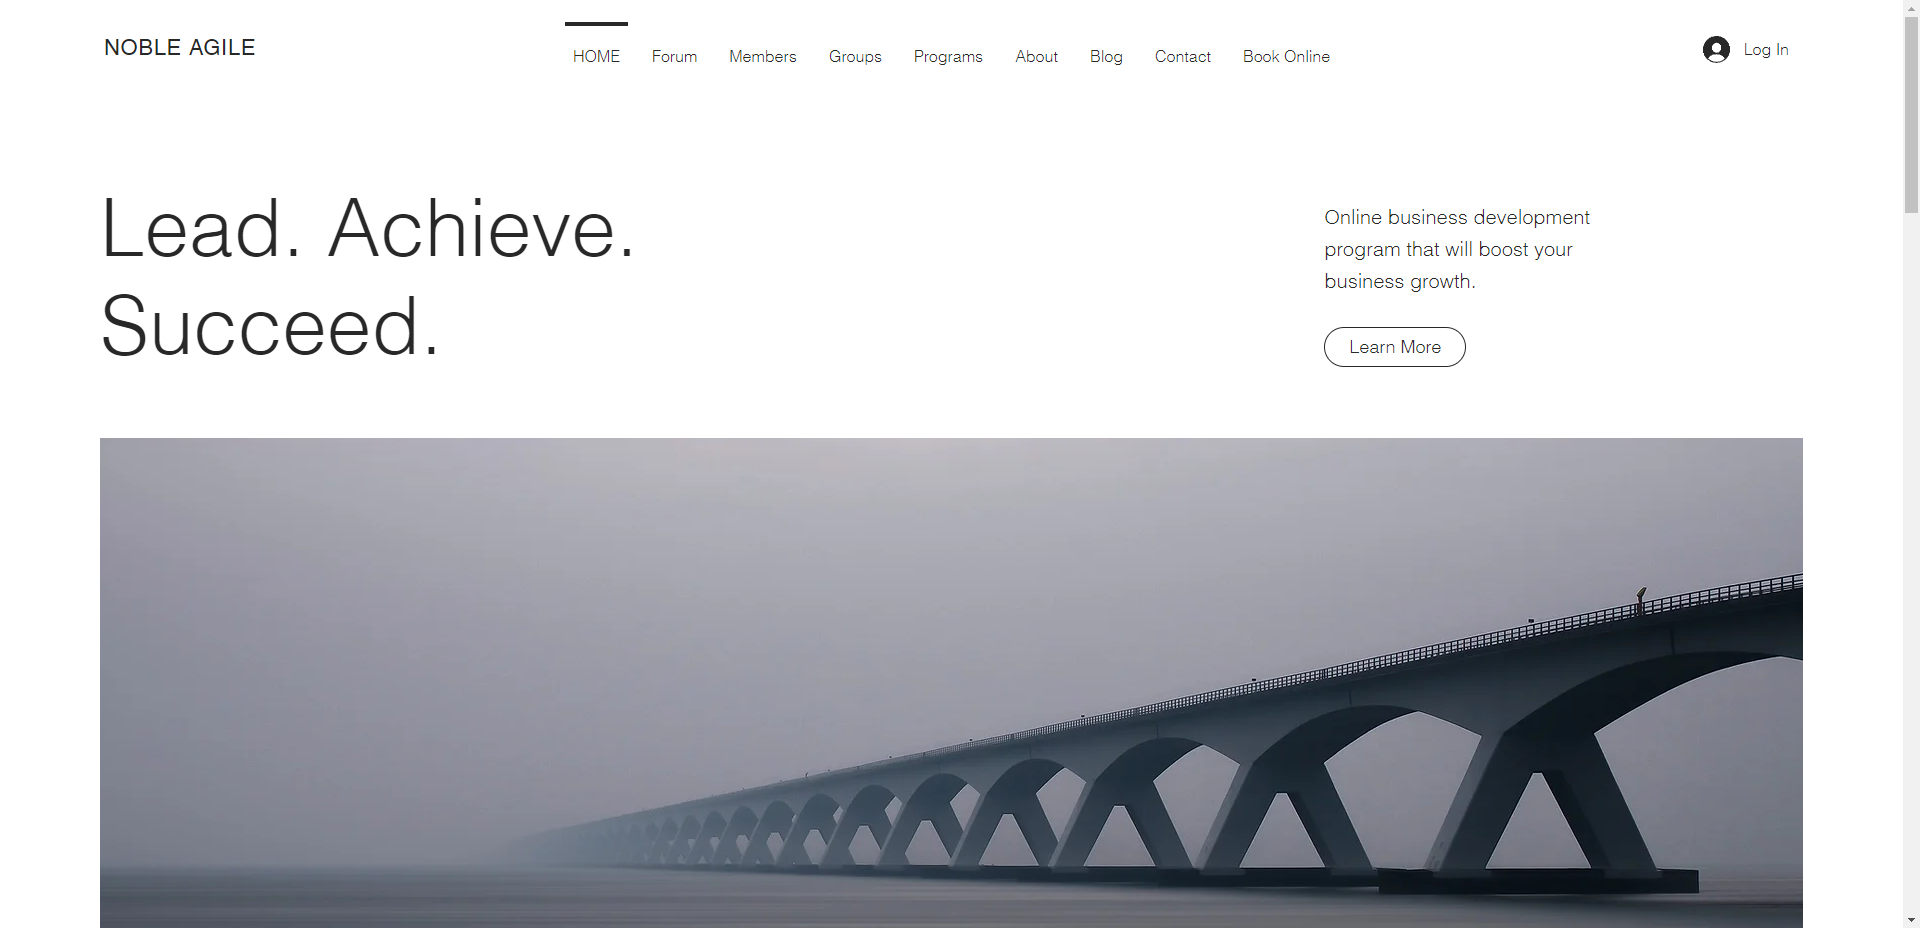 NOBLE AGILE
HOME
Forum
Members
Groups
Programs
About
Blog
Contact
Book Online
Log In
Lead. Achieve.
Succeed.
Online business development
program that will boost your
business growth.
Learn More